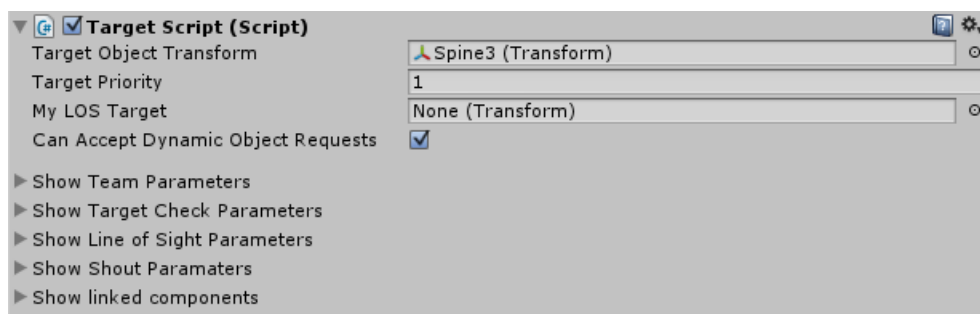 Target Script (Script)
Target Object Transform Spine3 (Transform)
Target Priority 1
My LOS Target None (Transform)
Can Accept Dynamic Object Requests
Show Team Parameters
Show Target Check Parameters
Show Line of Sight Parameters
Show Shout Paramaters
Show linked components